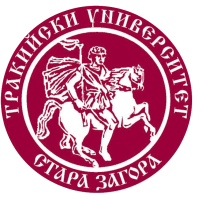 ТРАКИЙСКИ УНИВЕРСИТЕТ
СТАРА ЗАГОРА